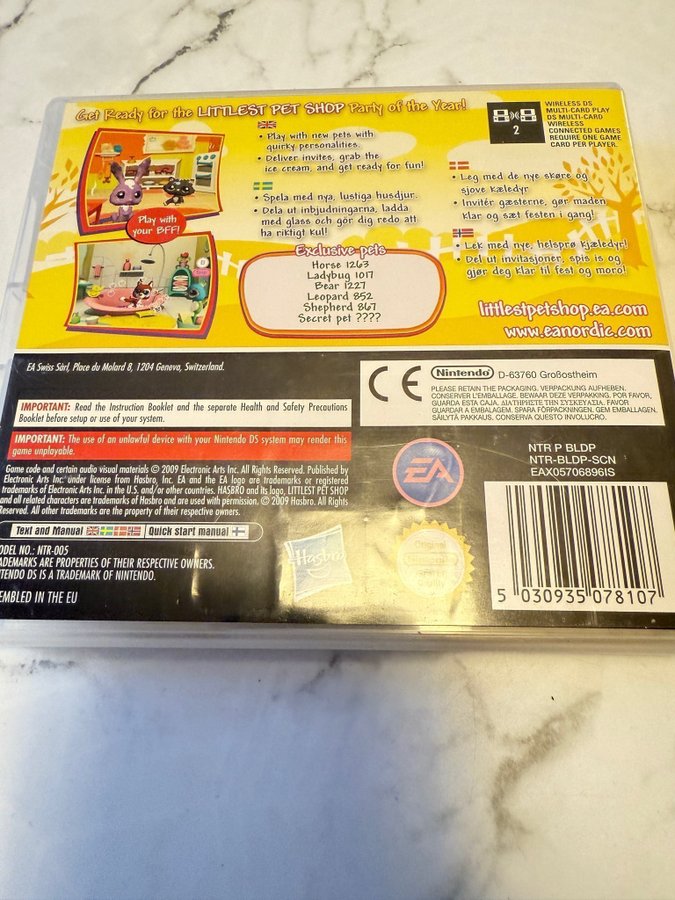 Get Ready for the LITTLEST PET SHOP Party of the Year!
8 8
2
WIRELESS DS
MULTI-CARD PLAY
DS MULTI-CARD
WIRELESS
CONNECTED GAMES
REQUIRE ONE GAME
CARD PER PLAYER.
• Play with new pets with
quirky personalities.
• Deliver invites, grab the
ice cream, and get ready for fun!
• Spela med nya, lustiga husdjur.
• Dela ut inbjudningarna, ladda
med glass och gör dig redo att
ha riktigt kul!
• Leg med de nye skøre og
sjove kæledyr
• Invitér gæsterne, gør maden
klar og sæt festen i gang!
• Lek med nye, helsprø kjæledyr!
• Del ut invitasjoner, spis is og
gjør deg klar til fest og moro!
Play with
your BFF!
Exclusive pets
Horse 1263
Ladybug 1017
Bear 1227
Leopard 852
Shepherd 867
Secret pet ????
littlestpetshop.ea.com
www.eanordic.com
EA Swiss Sàrl, Place du Molard 8, 1204 Geneva, Switzerland.
CE
Nintendo D-63760 Großostheim
PLEASE RETAIN THE PACKAGING. VERPACKUNG AUFHEBEN.
CONSERVER L'EMBALLAGE. BEWAAR DEZE VERPAKKING. POR FAVOR,
GUARDA ESTA CAJA. ΔΙΑΤΗΡΗΣΤΕ ΤΗΝ ΣΥΣΚΕΥΑΣΙΑ. FAVOR
GUARDAR A EMBALAGEM. SPARA FÖRPACKNINGEN. GEM EMBALLAGEN.
SÄILYTÄ PAKKAUS. CONSERVA QUESTO INVOLUCRO.
IMPORTANT: Read the Instruction Booklet and the separate Health and Safety Precautions
Booklet before setup or use of your system.
IMPORTANT: The use of an unlawful device with your Nintendo DS system may render this
game unplayable.
Game code and certain audio visual materials © 2009 Electronic Arts Inc. All Rights Reserved. Published by
Electronic Arts Inc. under license from Hasbro, Inc. EA and the EA logo are trademarks or registered
trademarks of Electronic Arts Inc. in the U.S. and/or other countries. HASBRO and its logo, LITTLEST PET SHOP
and all related characters are trademarks of Hasbro and are used with permission. © 2009 Hasbro. All Rights
Reserved. All other trademarks are the property of their respective owners.
EA
NTR P BLDP
NTR-BLDP-SCN
EAX05706896IS
Text and Manual
Quick start manual
ODEL NO.: NTR-005
ADEMARKS ARE PROPERTIES OF THEIR RESPECTIVE OWNERS.
NTENDO DS IS A TRADEMARK OF NINTENDO.
EMBLED IN THE EU
Hasbro
Original
Nintendo
Quality
5 030935 078107